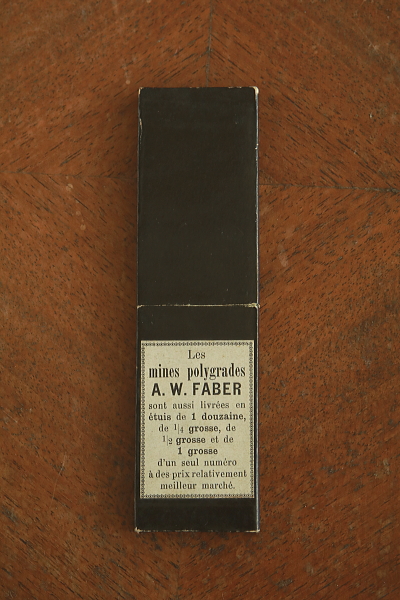 Les
mines polygrades
A. W. FABER
sont aussi livrées en
étuis de 1 douzaine,
de 1/4 grosse, de
1/2 grosse et de
1 grosse
d'un seul numéro
à des prix relativement
meilleur marché.